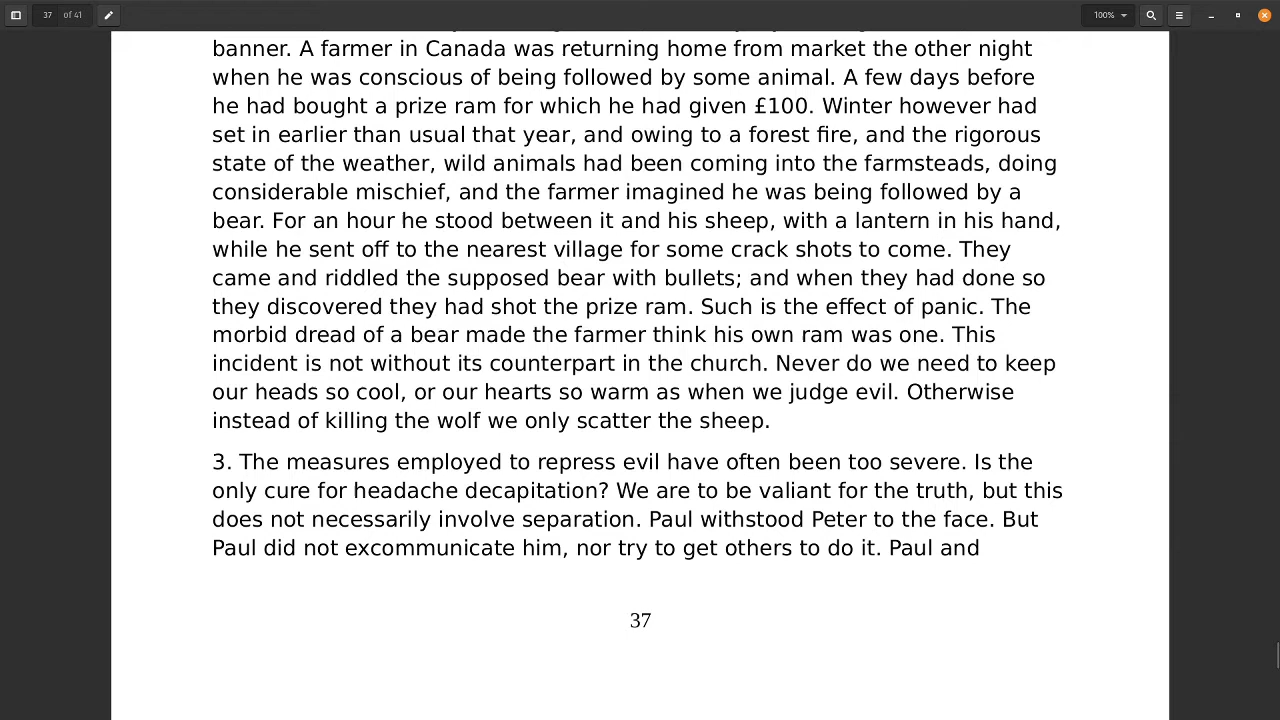 37 of 41
100%
banner. A farmer in Canada was returning home from market the other night
when he was conscious of being followed by some animal. A few days before
he had bought a prize ram for which he had given £100. Winter however had
set in earlier than usual that year, and owing to a forest fire, and the rigorous
state of the weather, wild animals had been coming into the farmsteads, doing
considerable mischief, and the farmer imagined he was being followed by a
bear. For an hour he stood between it and his sheep, with a lantern in his hand,
while he sent off to the nearest village for some crack shots to come. They
came and riddled the supposed bear with bullets; and when they had done so
they discovered they had shot the prize ram. Such is the effect of panic. The
morbid dread of a bear made the farmer think his own ram was one. This
incident is not without its counterpart in the church. Never do we need to keep
our heads so cool, or our hearts so warm as when we judge evil. Otherwise
instead of killing the wolf we only scatter the sheep.
3. The measures employed to repress evil have often been too severe. Is the
only cure for headache decapitation? We are to be valiant for the truth, but this
does not necessarily involve separation. Paul withstood Peter to the face. But
Paul did not excommunicate him, nor try to get others to do it. Paul and
37